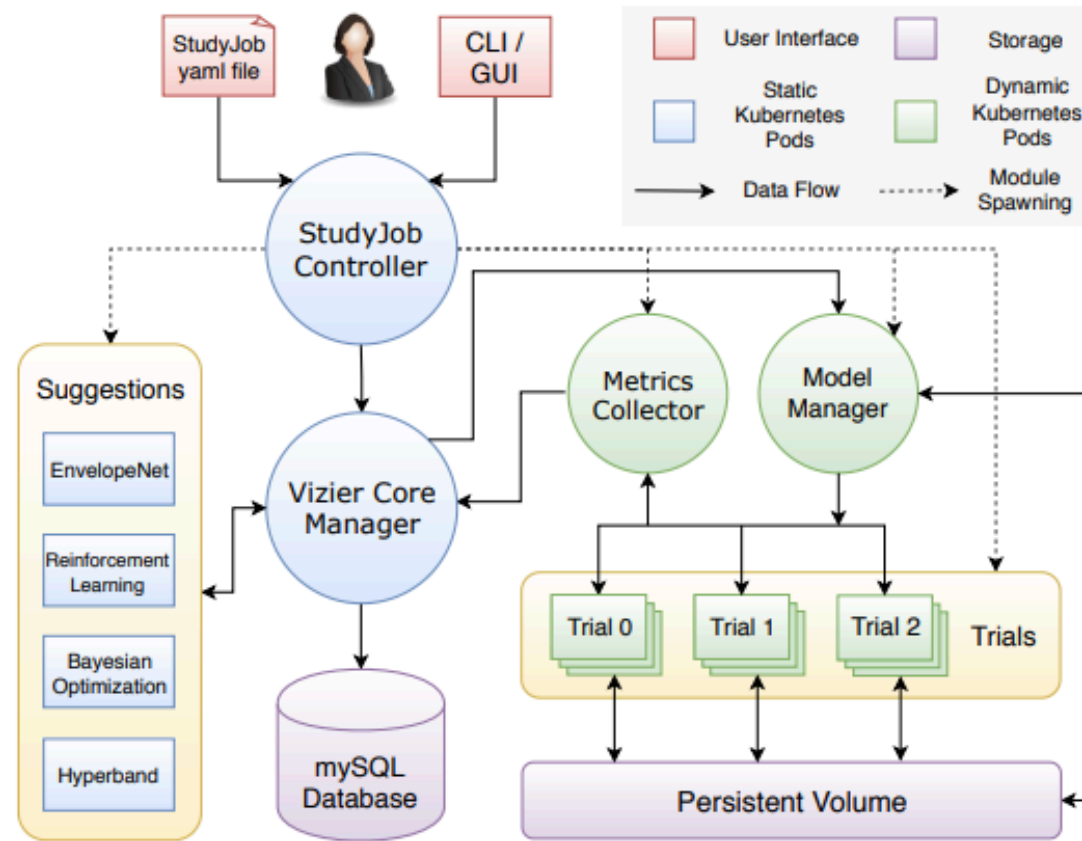 StudyJob
yaml file
CLI /
GUI
User Interface
Storage
Static
Kubernetes
Pods
Dynamic
Kubernetes
Pods
Data Flow
Module
Spawning
StudyJob
Controller
Suggestions
EnvelopeNet
Reinforcement
Learning
Bayesian
Optimization
Hyperband
Vizier Core
Manager
mySQL
Database
Metrics
Collector
Model
Manager
Trial 0
Trial 1
Trial 2
Trials
Persistent Volume